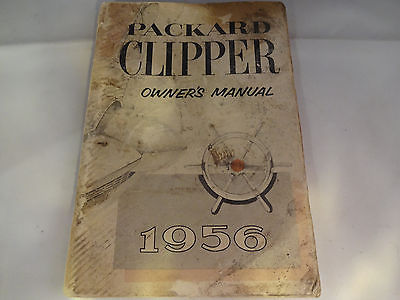 PACKARD
CLIPPER
OWNER'S MANUAL
1956